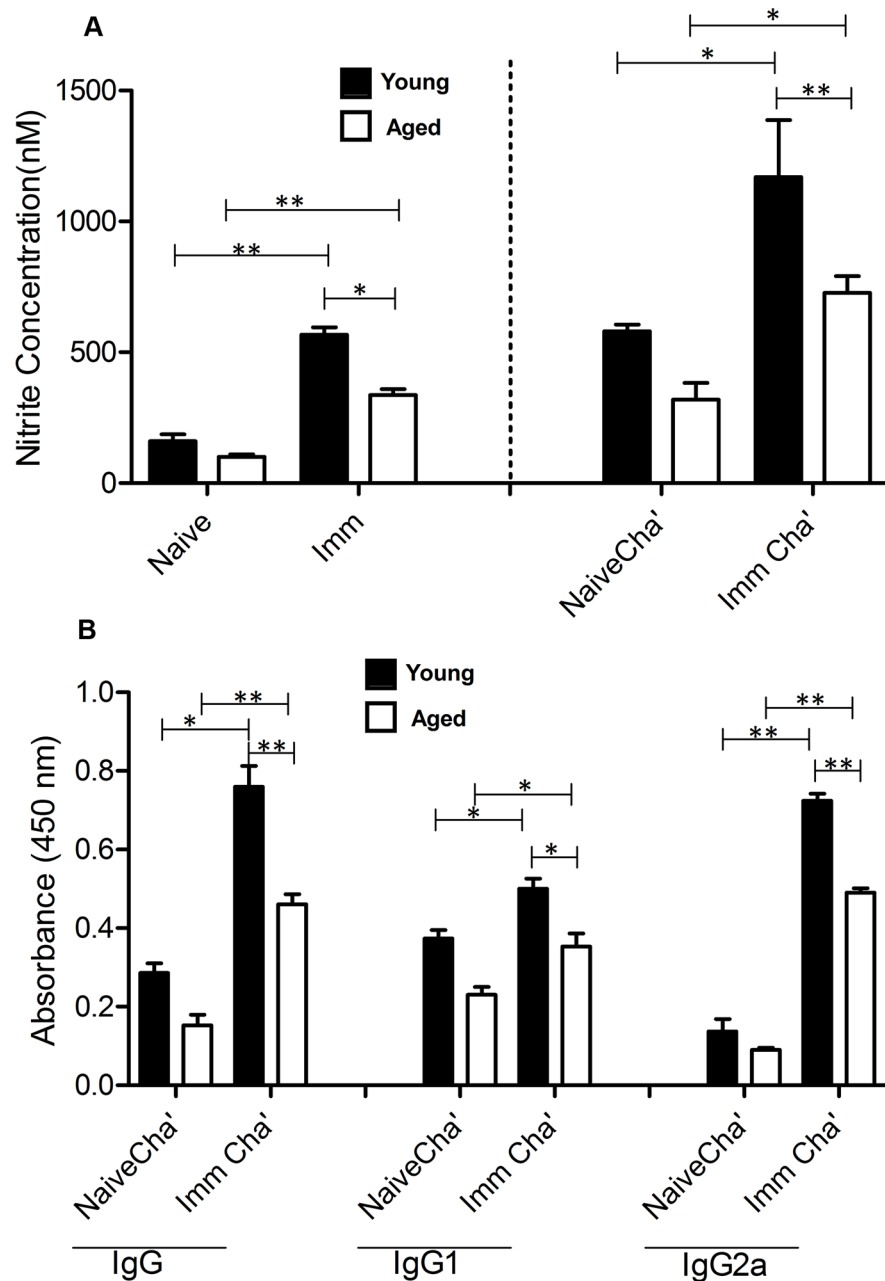 A
*
*
Young
**
1500
Aged
Nitrite Concentration(nM)
**
1000
**
*
500
0
Naive
Imm
NaiveCha'
Imm Cha'
B
Young
1.0
**
**
Aged
*
**
**
**
0.8
*
*
*
0.6
Absorbance (450 nm)
0.4
0.2
0.0
NaiveCha'
Imm Cha'
NaiveCha'
Imm Cha'
NaiveCha'
Imm Cha'
IgG
IgG1
IgG2a